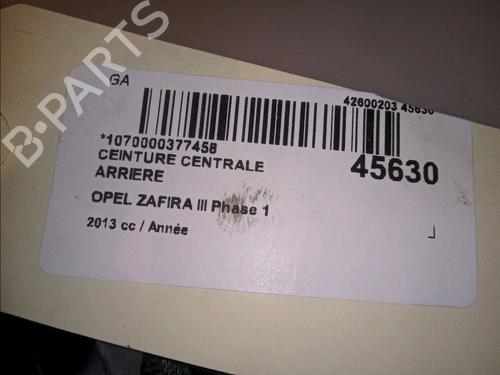 GA
42600203 45630
*1070000377458
45630
CEINTURE CENTRALE
ARRIERE
OPEL ZAFIRA III Phase 1
2013 cc / Année
B-PARTS